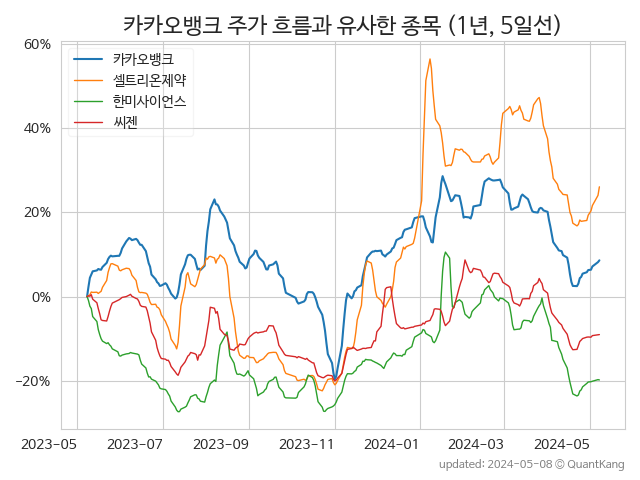 카카오뱅크 주가 흐름과 유사한 종목 (1년, 5일선)
60%
40%
20%
0%
−20%
카카오뱅크
셀트리온제약
한미사이언스
씨젠
2023-05 2023-07 2023-09 2023-11 2024-01 2024-03 2024-05
updated: 2024-05-08 ⓒ QuantKang